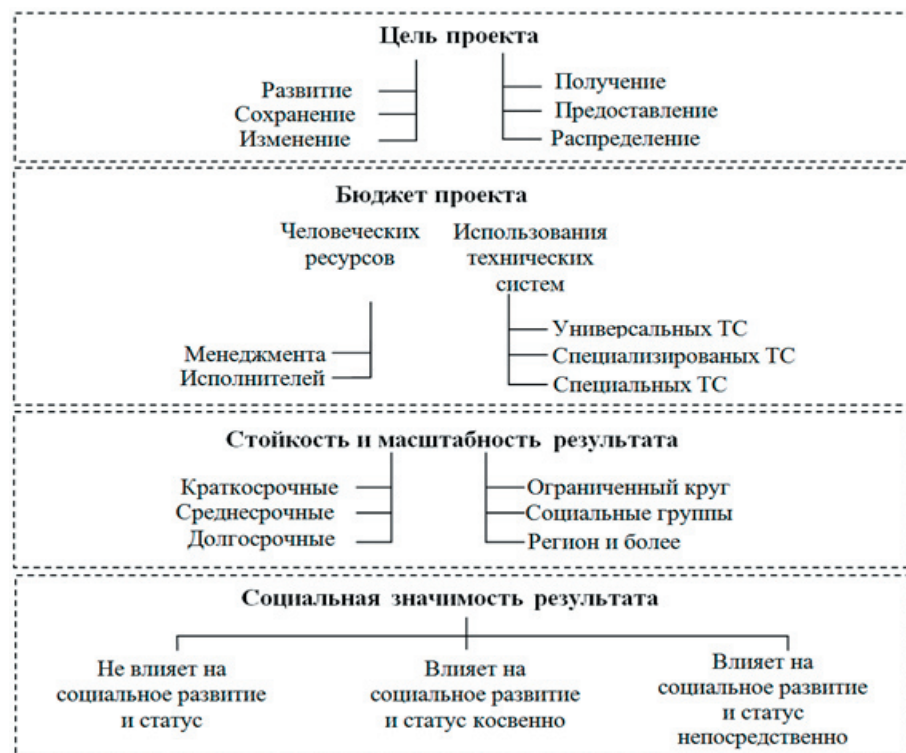 Цель проекта
Развитие
Сохранение
Изменение
Получение
Предоставление
Распределение
Бюджет проекта
Человеческих
ресурсов
Использования
технических
систем
Менеджмента
Исполнителей
Универсальных ТС
Специализированых ТС
Специальных ТС
Стойкость и масштабность результата
Краткосрочные
Среднесрочные
Долгосрочные
Ограниченный круг
Социальные группы
Регион и более
Социальная значимость результата
Не влияет на
социальное развитие
и статус
Влияет на
социальное развитие
и статус косвенно
Влияет на
социальное развитие
и статус
непосредственно